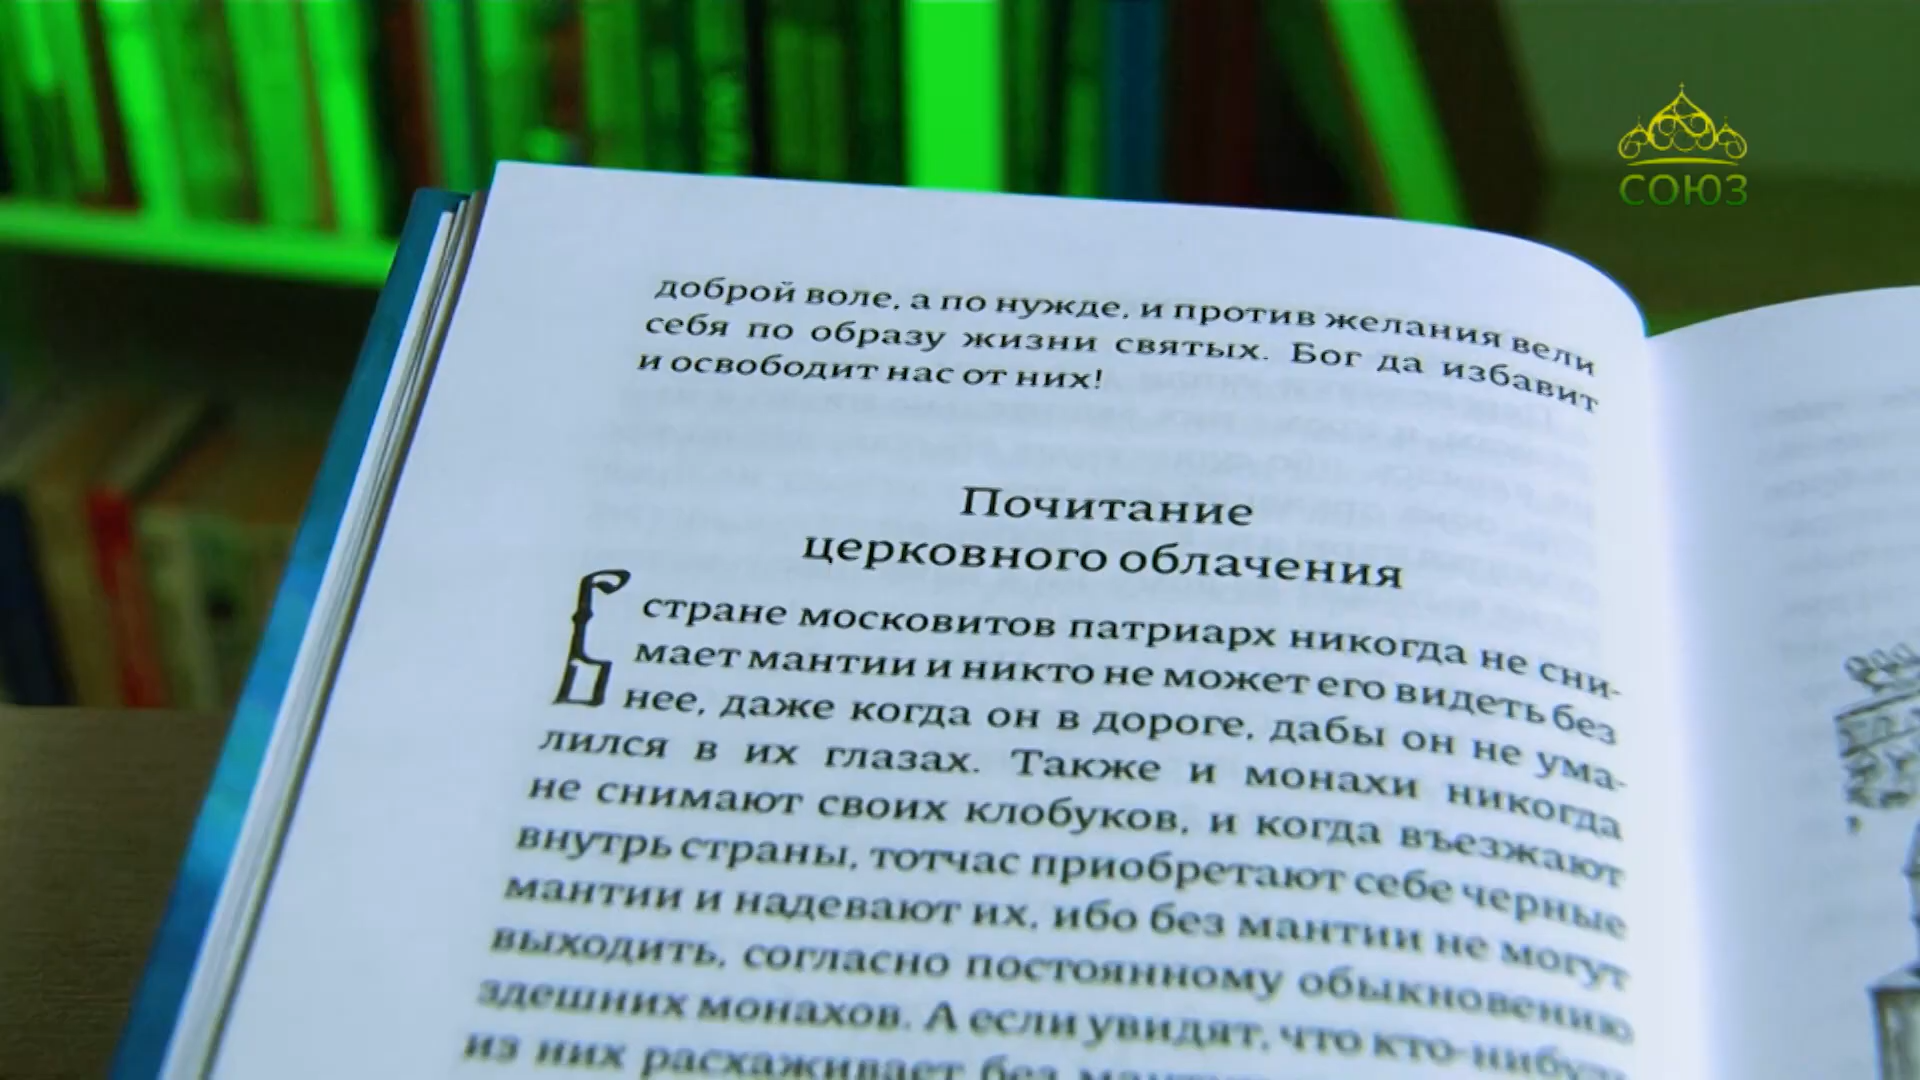 СОЮЗ
доброй воле, а по нужде, и против желания вели
себя по образу жизни святых. Бог да избавит
и освободит нас от них!
Почитание
церковного облачения
В стране московитов патриарх никогда не сни-
мает мантии и никто не может его видеть без
нее, даже когда он в дороге, дабы он не ума-
лился в их глазах. Также и монахи никогда
не снимают своих клобуков, и когда въезжают
внутрь страны, тотчас приобретают себе черные
мантии и надевают их, ибо без мантии не могут
выходить, согласно постоянному обыкновению
здешних монахов. А если увидят, что кто-нибудь
из них расхаживает без